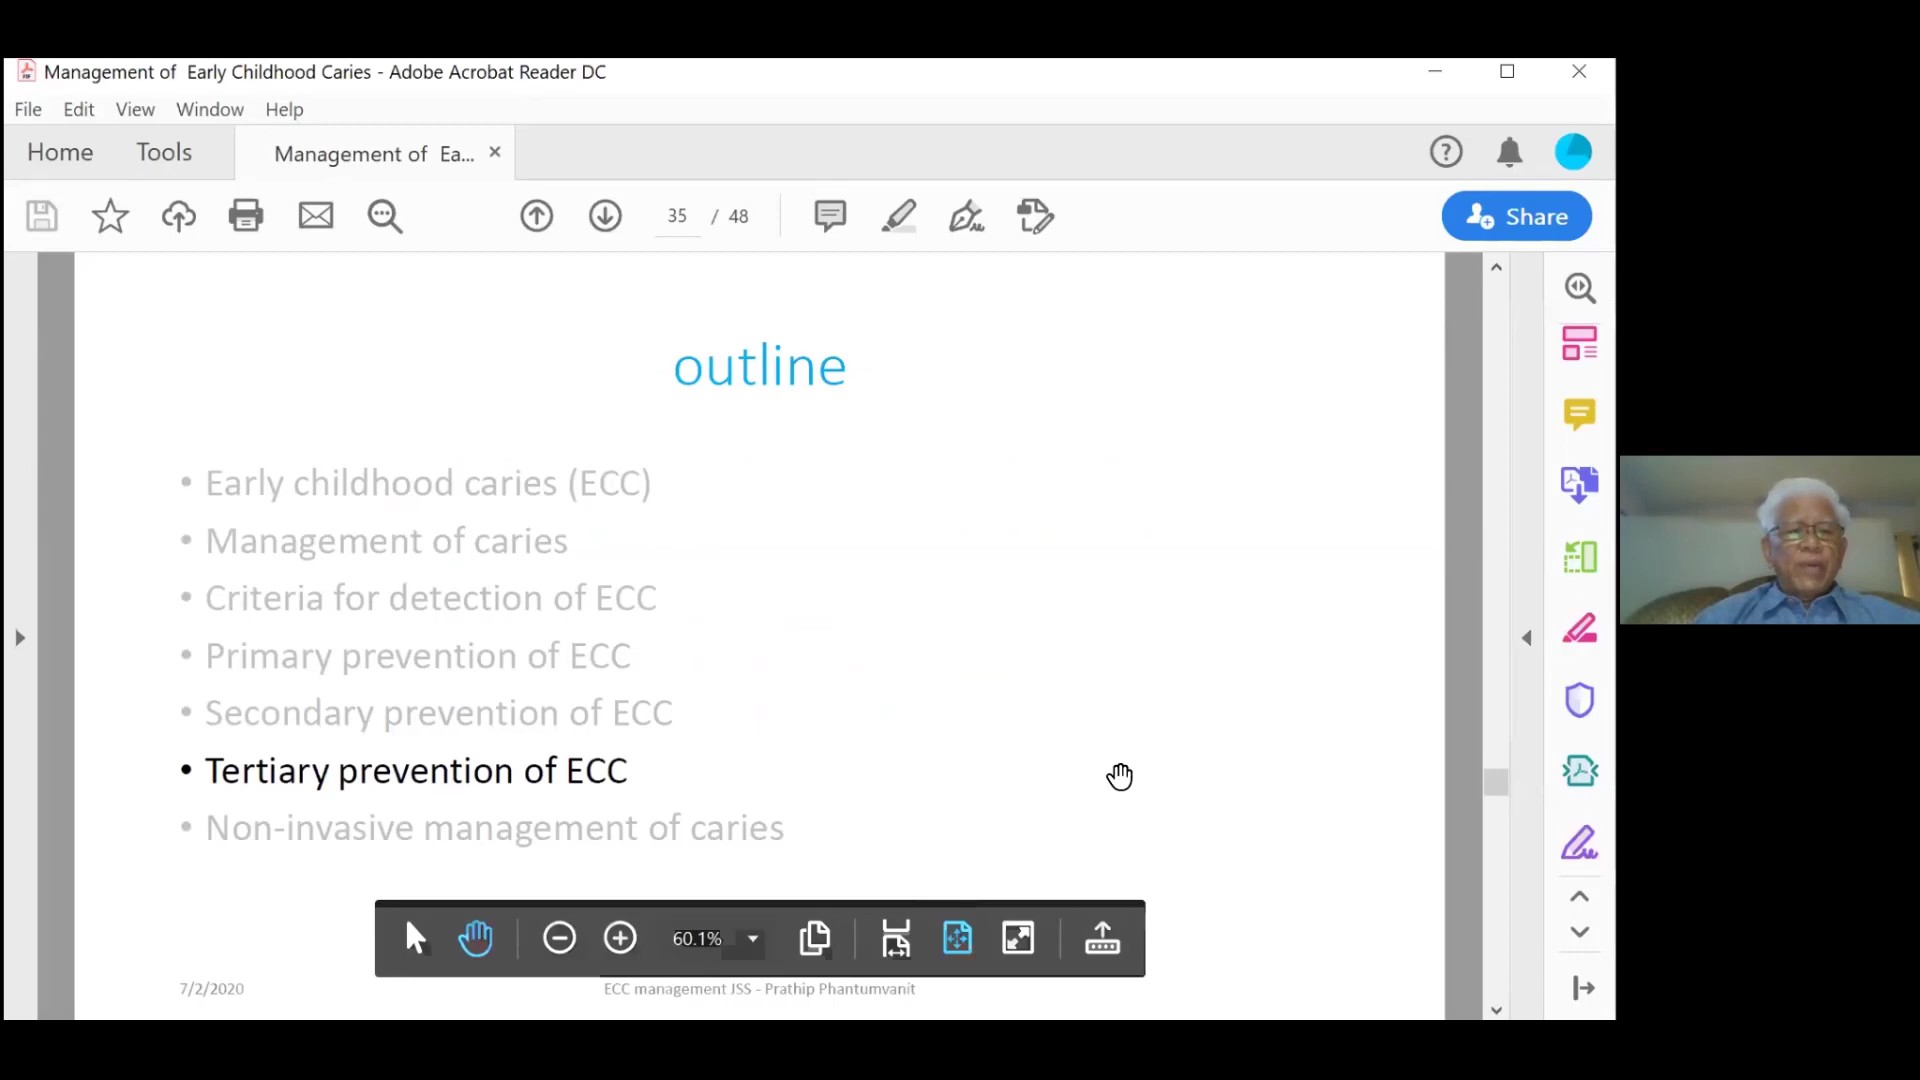 Management of  Early Childhood Caries - Adobe Acrobat Reader DC
File Edit View Window Help
Home Tools Management of  Ea...
35 / 48
Share
outline
• Early childhood caries (ECC)
• Management of caries
• Criteria for detection of ECC
• Primary prevention of ECC
• Secondary prevention of ECC
• Tertiary prevention of ECC
• Non-invasive management of caries
60.1%
7/2/2020 ECC management JSS - Prathip Phantumvanit